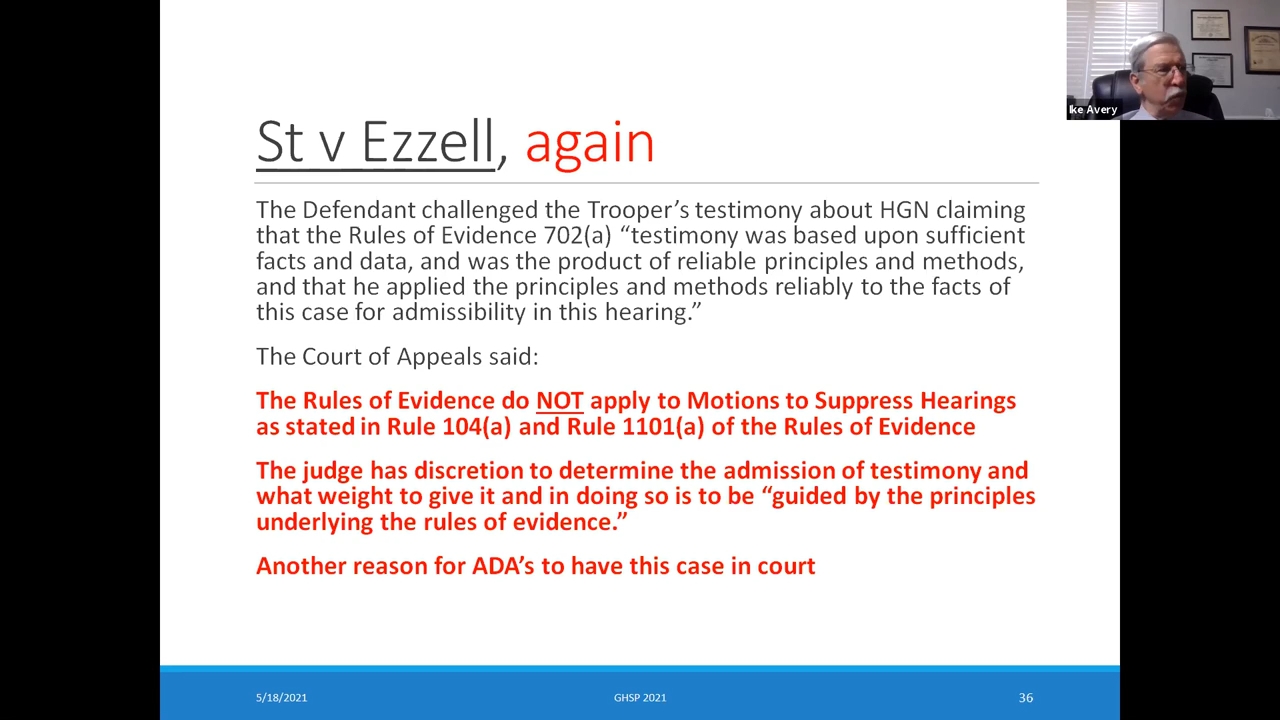 Ike Avery
St v Ezzell, again
The Defendant challenged the Trooper’s testimony about HGN claiming
that the Rules of Evidence 702(a) “testimony was based upon sufficient
facts and data, and was the product of reliable principles and methods,
and that he applied the principles and methods reliably to the facts of
this case for admissibility in this hearing.”
The Court of Appeals said:
The Rules of Evidence do NOT apply to Motions to Suppress Hearings
as stated in Rule 104(a) and Rule 1101(a) of the Rules of Evidence
The judge has discretion to determine the admission of testimony and
what weight to give it and in doing so is to be “guided by the principles
underlying the rules of evidence.”
Another reason for ADA’s to have this case in court
5/18/2021
GHSP 2021
36